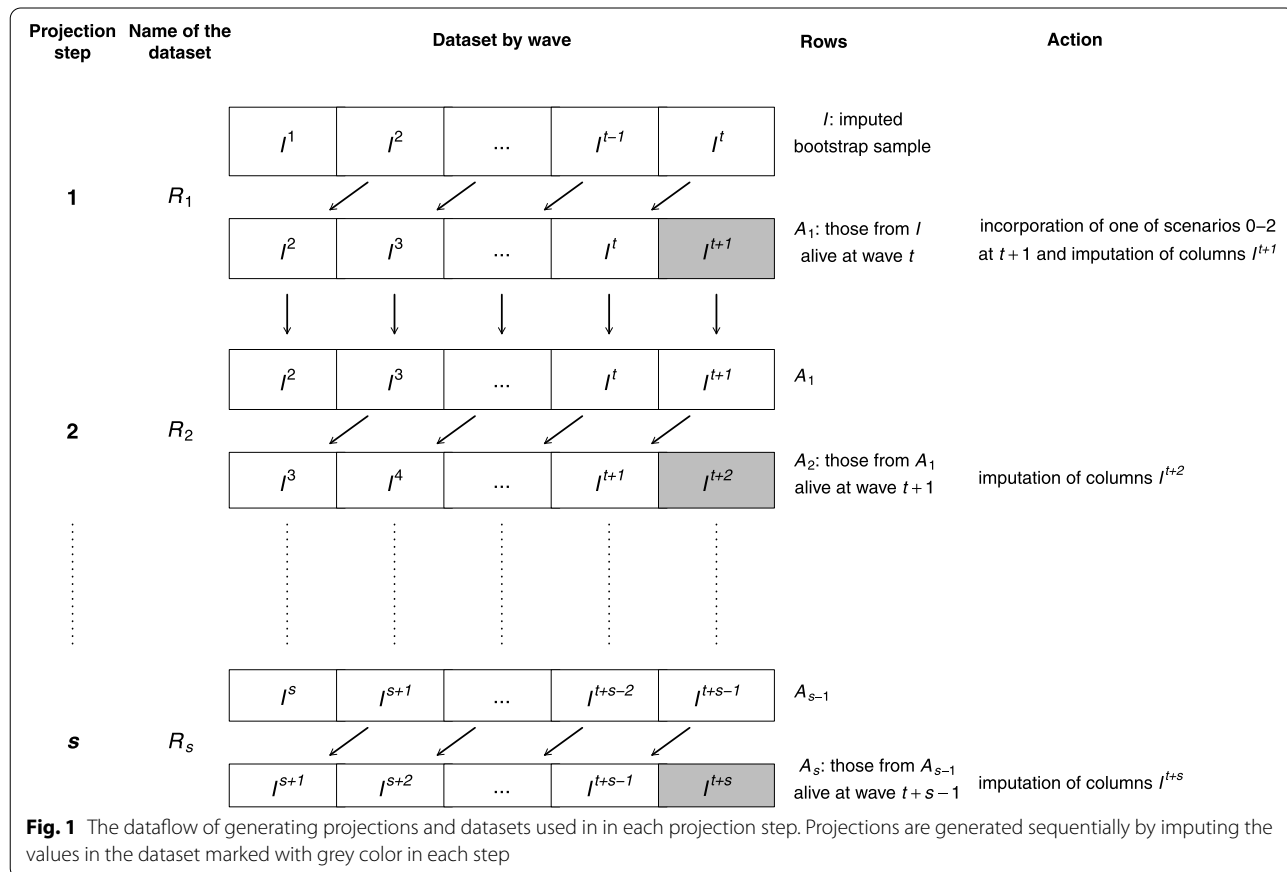 Projection step Name of the dataset Dataset by wave Rows Action
I^1 I^2 ... I^{t−1} I^t
I: imputed
bootstrap sample
1 R_1
I^2 I^3 ... I^t I^{t+1}
A_1: those from I
alive at wave t
incorporation of one of scenarios 0–2
at t + 1 and imputation of columns I^{t+1}
I^2 I^3 ... I^t I^{t+1} A_1
2 R_2
I^3 I^4 ... I^{t+1} I^{t+2}
A_2: those from A_1
alive at wave t + 1
imputation of columns I^{t+2}
I^s I^{s+1} ... I^{t+s−2} I^{t+s−1} A_{s−1}
s R_s
I^{s+1} I^{s+2} ... I^{t+s−1} I^{t+s}
A_s: those from A_{s−1}
alive at wave t + s − 1
imputation of columns I^{t+s}
Fig. 1 The dataflow of generating projections and datasets used in in each projection step. Projections are generated sequentially by imputing the
values in the dataset marked with grey color in each step